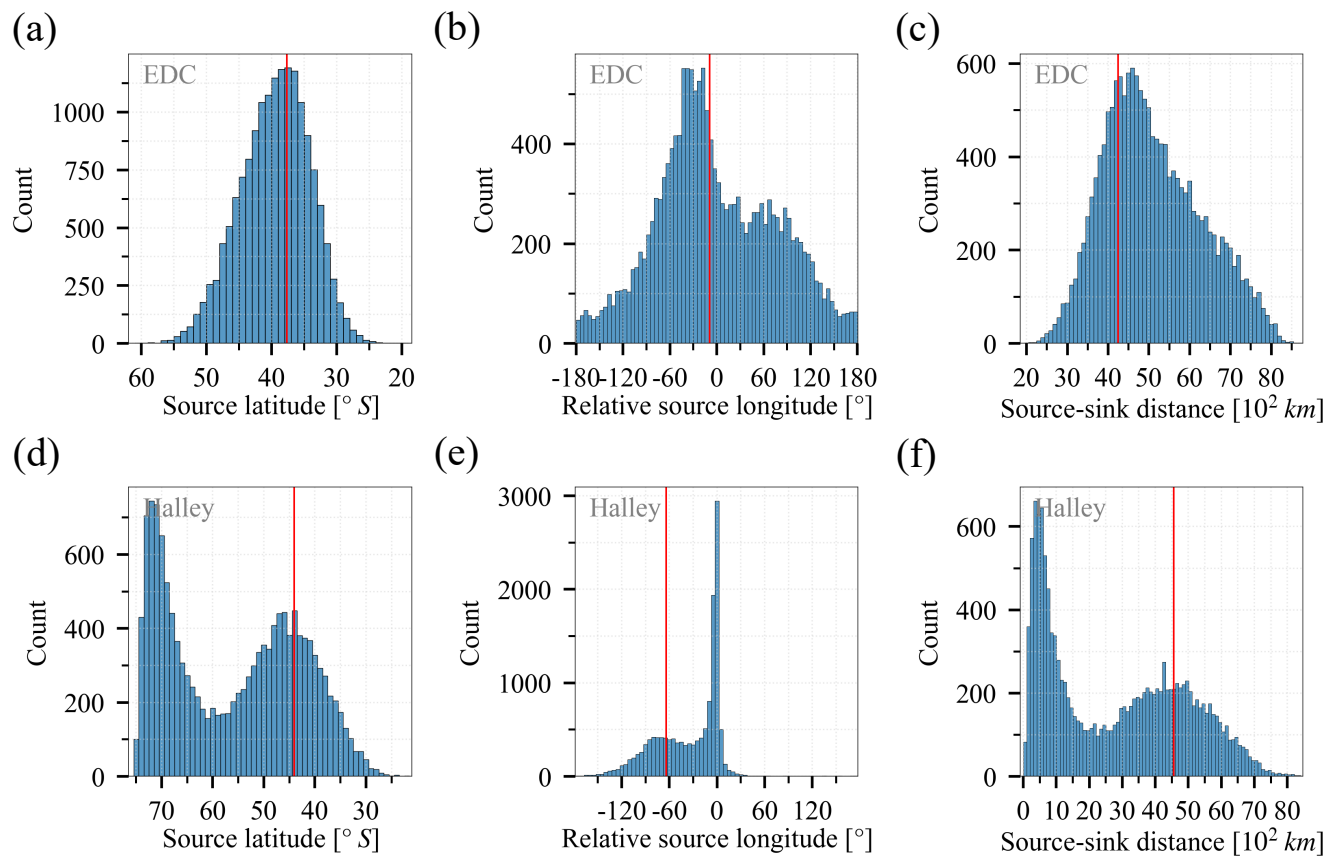 (a)
EDC
Count
1000
750
500
250
0
60 50 40 30 20
Source latitude [° S]
(b)
EDC
Count
400
200
0
-180 -120 -60 0 60 120 180
Relative source longitude [°]
(c)
EDC
Count
600
400
200
0
20 30 40 50 60 70 80
Source-sink distance [10² km]
(d)
Halley
Count
600
400
200
0
70 60 50 40 30
Source latitude [° S]
(e)
Halley
Count
3000
2000
1000
0
-120 -60 0 60 120
Relative source longitude [°]
(f)
Halley
Count
600
400
200
0
0 10 20 30 40 50 60 70 80
Source-sink distance [10² km]